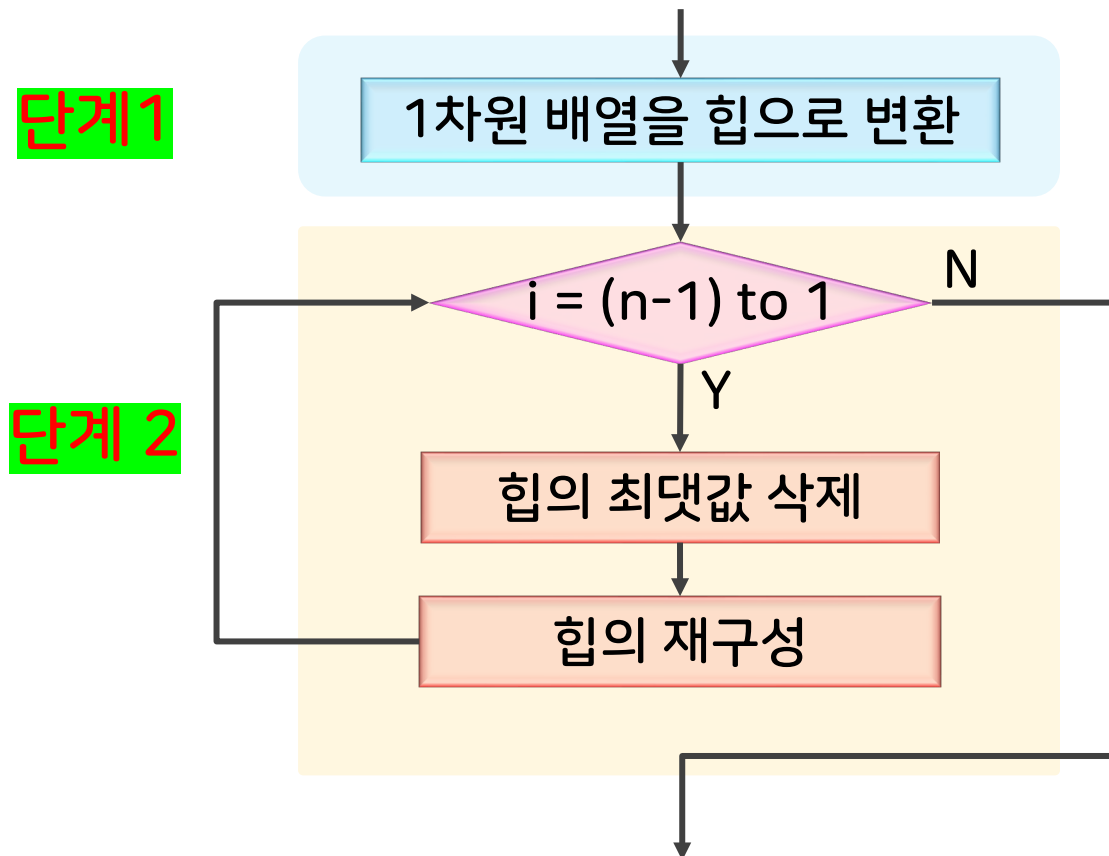 단계1
1차원 배열을 힙으로 변환
i = (n-1) to 1
N
Y
단계 2
힙의 최댓값 삭제
힙의 재구성